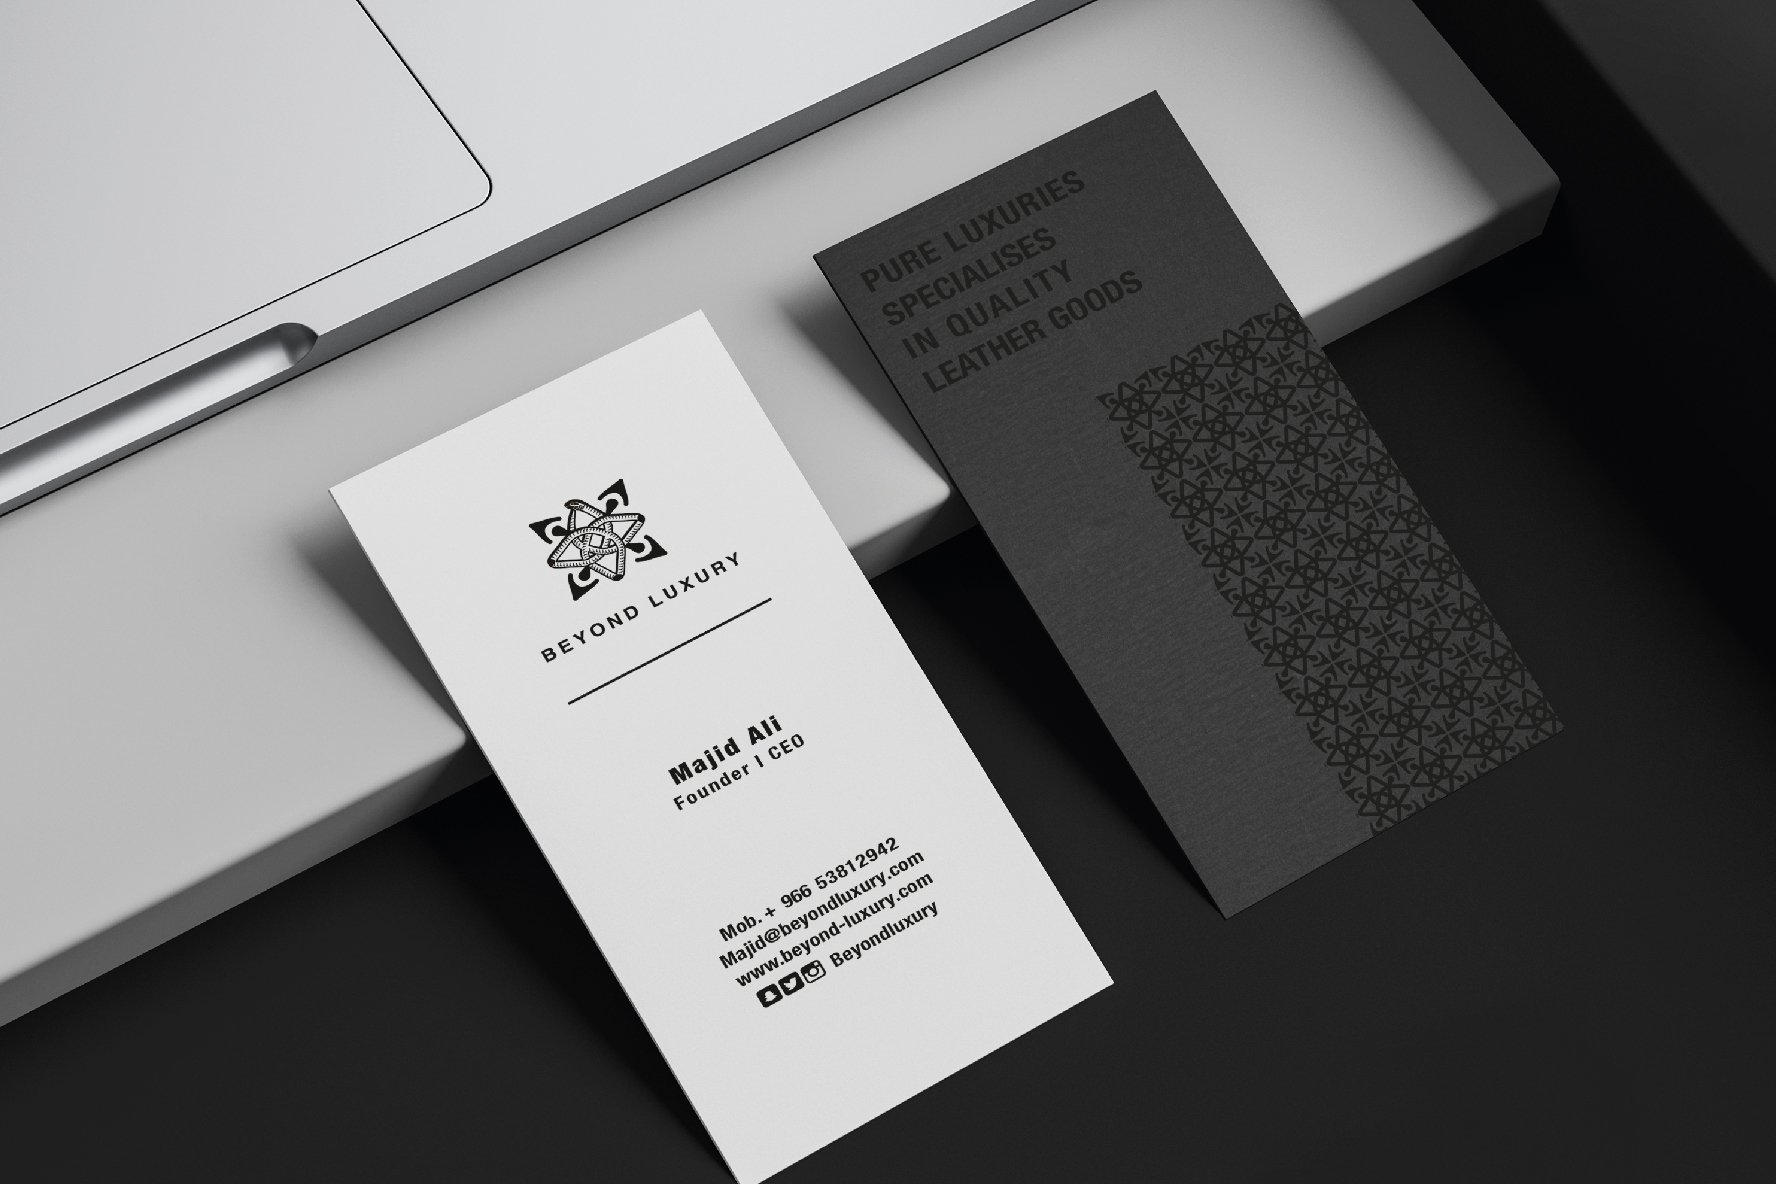 BEYOND LUXURY
Majid Ali
Founder I CEO
Mob. + 966 53812942
Majid@beyondluxury.com
www.beyond-luxury.com
Beyondluxury
PURE LUXURIES
SPECIALISES
IN QUALITY
LEATHER GOODS